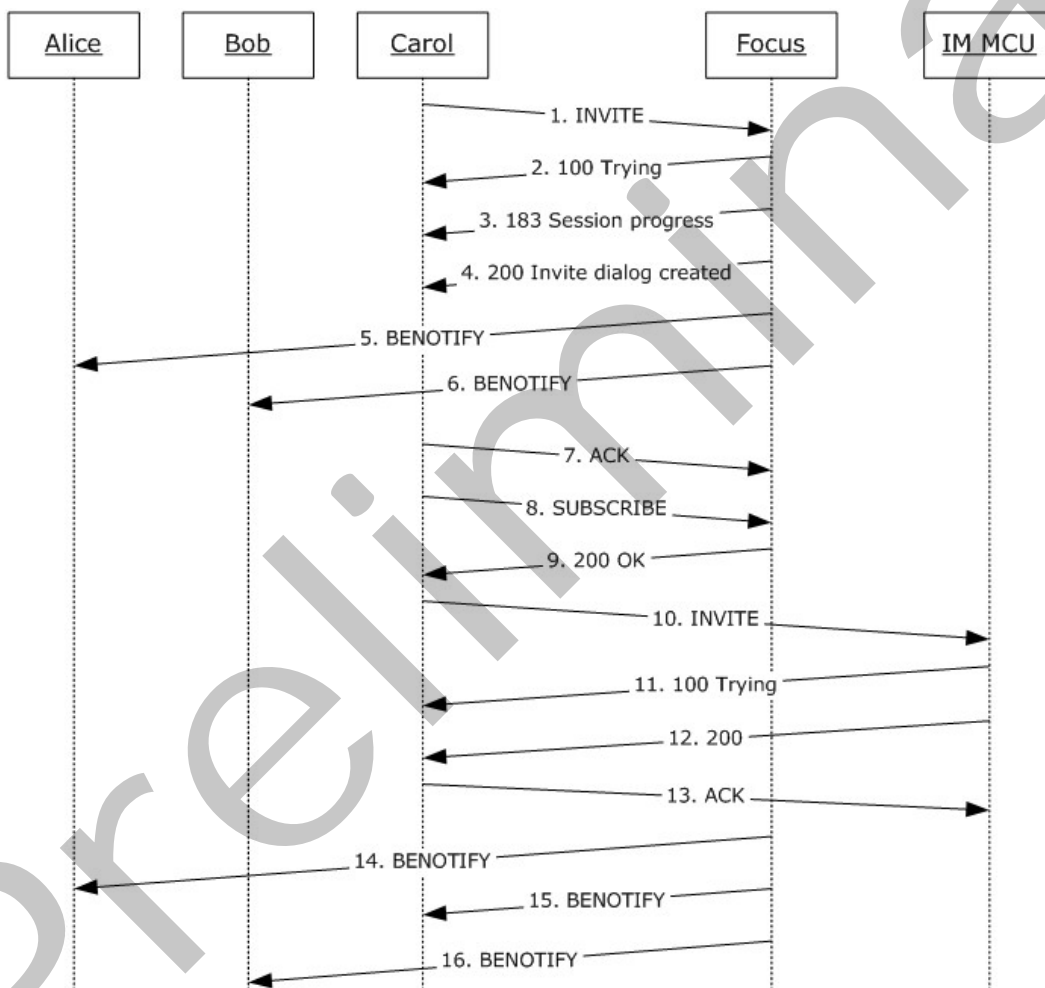 Alice
Bob
Carol
Focus
IM MCU
1. INVITE
2. 100 Trying
3. 183 Session progress
4. 200 Invite dialog created
5. BENOTIFY
6. BENOTIFY
7. ACK
8. SUBSCRIBE
9. 200 OK
10. INVITE
11. 100 Trying
12. 200
13. ACK
14. BENOTIFY
15. BENOTIFY
16. BENOTIFY
Prelimina